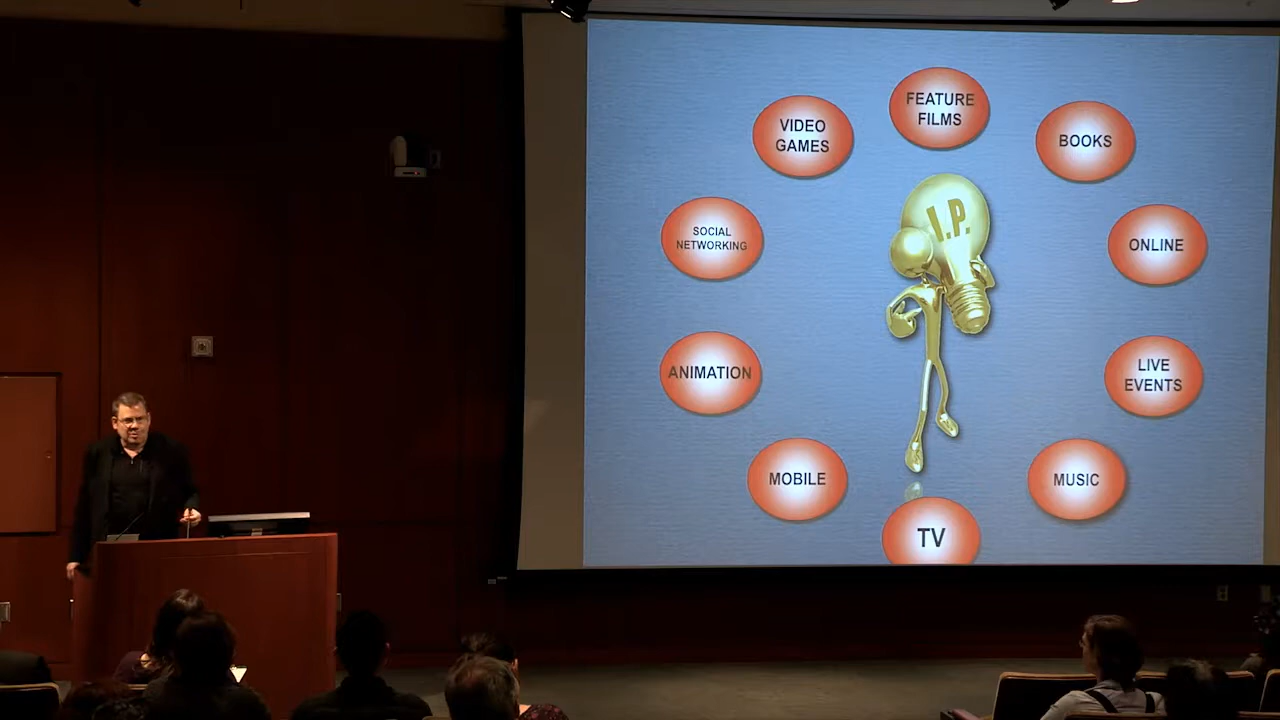 FEATURE
FILMS
VIDEO
GAMES
BOOKS
I.P.
SOCIAL
NETWORKING
ONLINE
ANIMATION
LIVE
EVENTS
MOBILE
MUSIC
TV